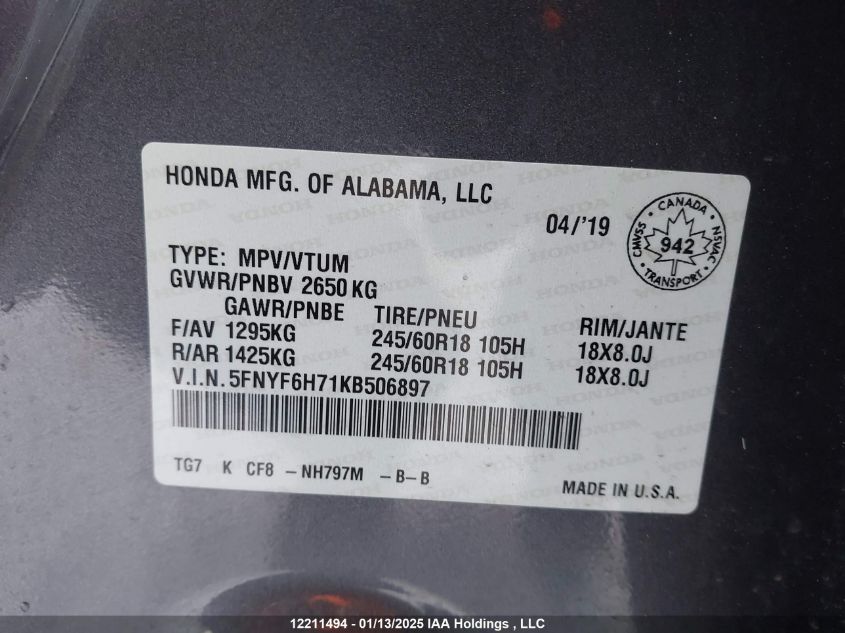 HONDA MFG. OF ALABAMA, LLC
04/'19
CMVSS · CANADA · NSVAC · TRANSPORT ·
942
TYPE: MPV/VTUM
GVWR/PNBV 2650 KG
GAWR/PNBE TIRE/PNEU RIM/JANTE
F/AV 1295KG 245/60R18 105H 18X8.0J
R/AR 1425KG 245/60R18 105H 18X8.0J
V.I.N. 5FNYF6H71KB506897
TG7 K CF8 -NH797M -B-B
MADE IN U.S.A.
12211494 - 01/13/2025 IAA Holdings , LLC